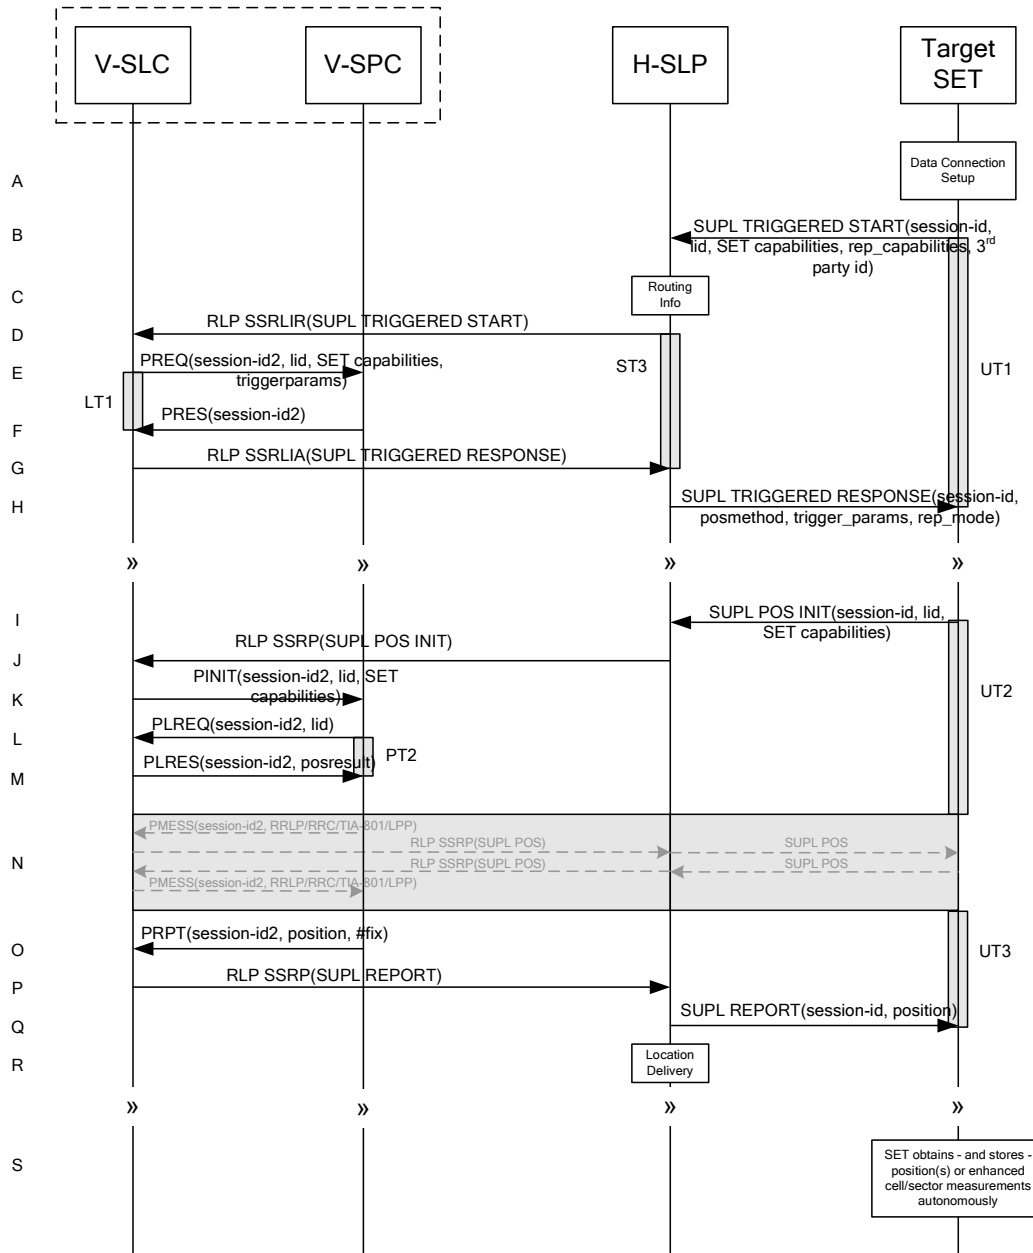 V-SLC
V-SPC
H-SLP
Target
SET
A
Data Connection
Setup
B
SUPL TRIGGERED START(session-id,
lid, SET capabilities, rep_capabilities, 3rd
party id)
C
Routing
Info
D
RLP SSRLIR(SUPL TRIGGERED START)
E
PREQ(session-id2, lid, SET capabilities,
triggerparams)
ST3
UT1
LT1
F
PRES(session-id2)
G
RLP SSRLIA(SUPL TRIGGERED RESPONSE)
H
SUPL TRIGGERED RESPONSE(session-id,
posmethod, trigger_params, rep_mode)
» » » »
I
SUPL POS INIT(session-id, lid,
SET capabilities)
J
RLP SSRP(SUPL POS INIT)
K
PINIT(session-id2, lid, SET
capabilities)
UT2
L
PLREQ(session-id2, lid)
PT2
M
PLRES(session-id2, posresult)
N
PMESS(session-id2, RRLP/RRC/TIA-801/LPP)
RLP SSRP(SUPL POS)
SUPL POS
RLP SSRP(SUPL POS)
SUPL POS
PMESS(session-id2, RRLP/RRC/TIA-801/LPP)
O
PRPT(session-id2, position, #fix)
UT3
P
RLP SSRP(SUPL REPORT)
Q
SUPL REPORT(session-id, position)
R
Location
Delivery
» » » »
S
SET obtains - and stores -
position(s) or enhanced
cell/sector measurements
autonomously